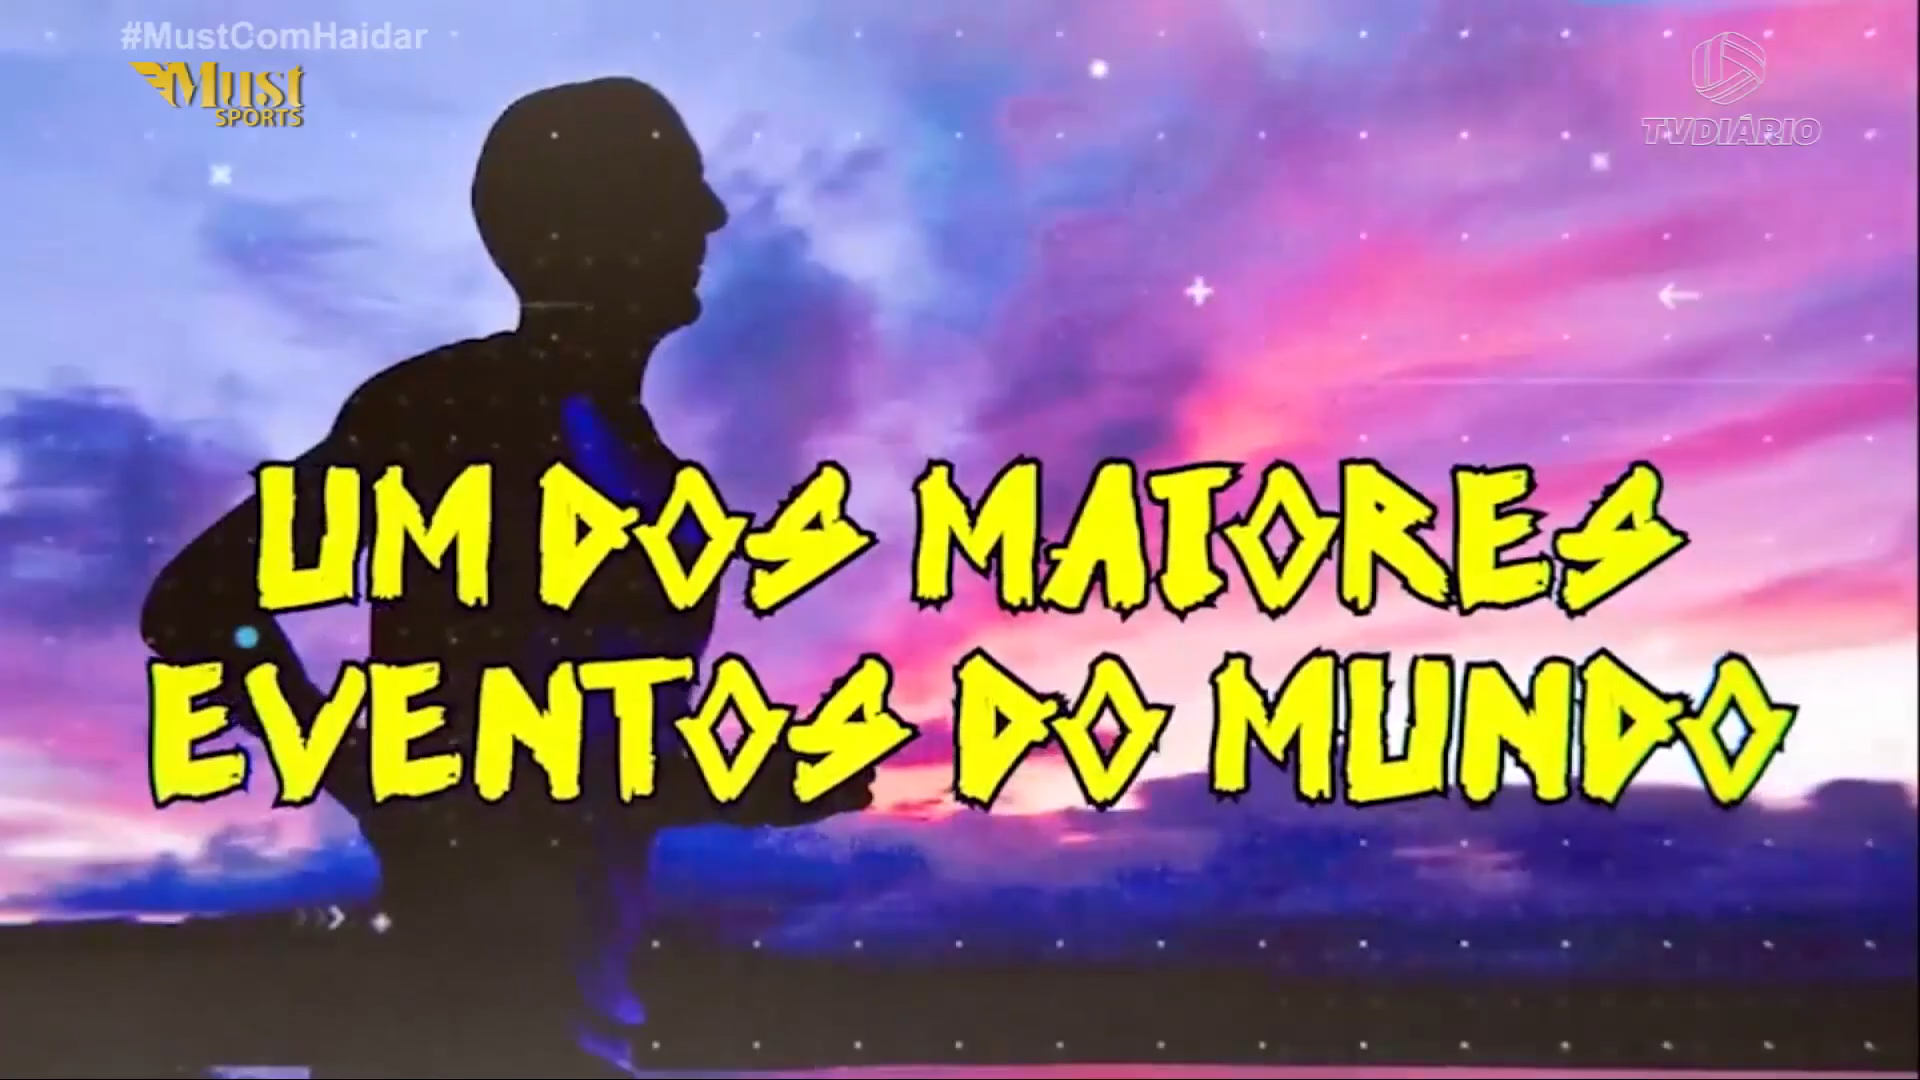 #MustComHaidar
Must
SPORTS
TVDIÁRIO
UM DOS MAIORES
EVENTOS DO MUNDO